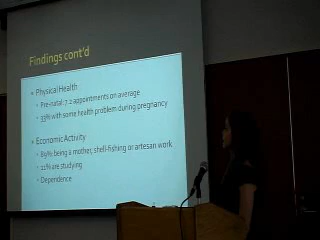 Findings cont'd
Physical Health
Pre-natal: 7.2 appointments on average
33% with some health problem during pregnancy
Economic Activity
89% being a mother, shell-fishing or artesan work
11% are studying
Dependence